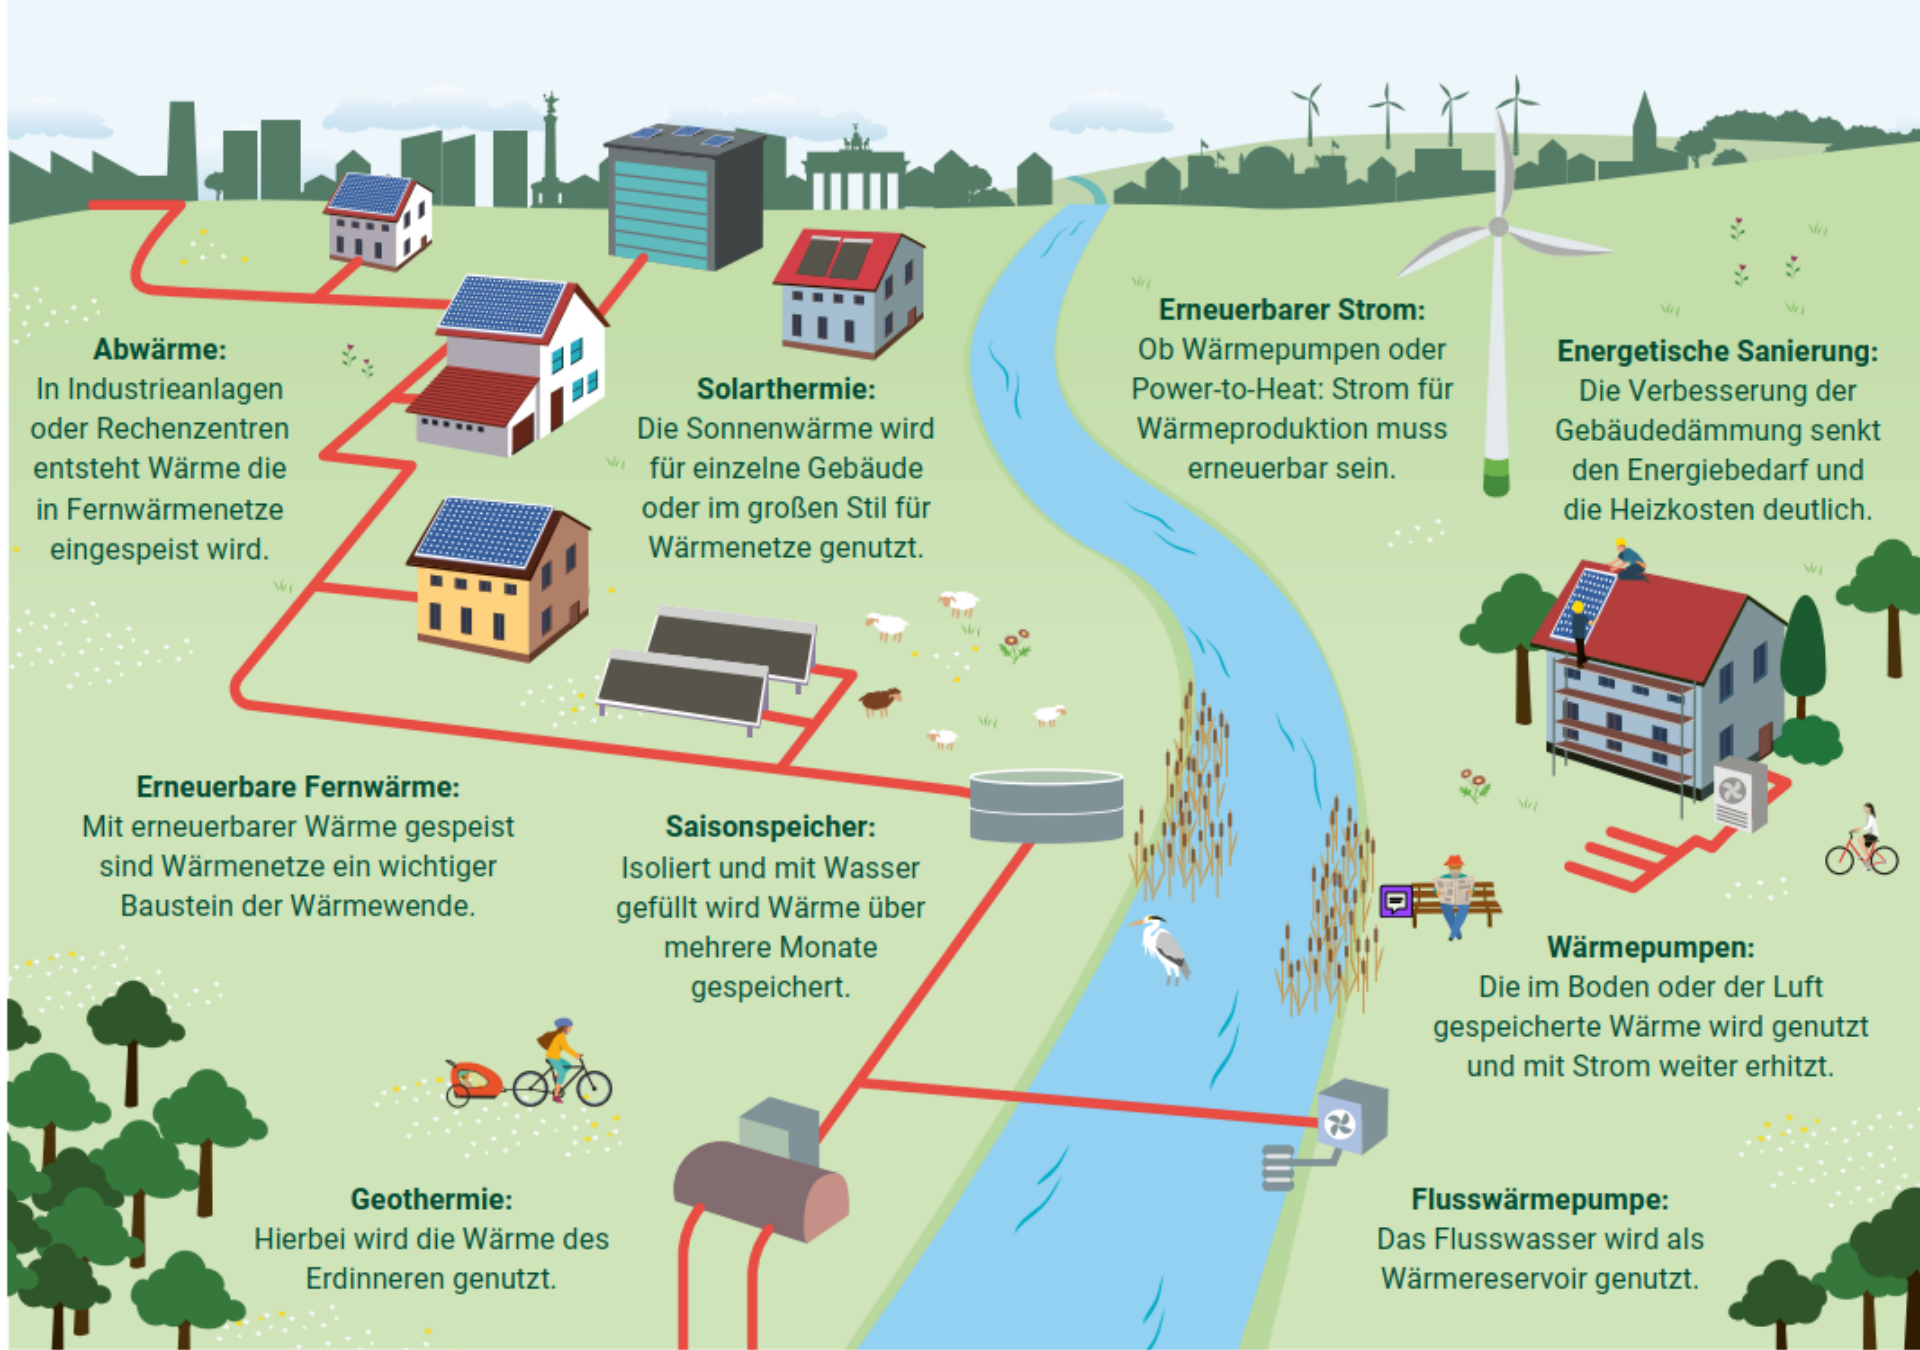 Abwärme:
In Industrieanlagen
oder Rechenzentren
entsteht Wärme die
in Fernwärmenetze
eingespeist wird.
Solarthermie:
Die Sonnenwärme wird
für einzelne Gebäude
oder im großen Stil für
Wärmenetze genutzt.
Erneuerbarer Strom:
Ob Wärmepumpen oder
Power-to-Heat: Strom für
Wärmeproduktion muss
erneuerbar sein.
Energetische Sanierung:
Die Verbesserung der
Gebäudedämmung senkt
den Energiebedarf und
die Heizkosten deutlich.
Erneuerbare Fernwärme:
Mit erneuerbarer Wärme gespeist
sind Wärmenetze ein wichtiger
Baustein der Wärmewende.
Saisonspeicher:
Isoliert und mit Wasser
gefüllt wird Wärme über
mehrere Monate
gespeichert.
Wärmepumpen:
Die im Boden oder der Luft
gespeicherte Wärme wird genutzt
und mit Strom weiter erhitzt.
Geothermie:
Hierbei wird die Wärme des
Erdinneren genutzt.
Flusswärmepumpe:
Das Flusswasser wird als
Wärmereservoir genutzt.